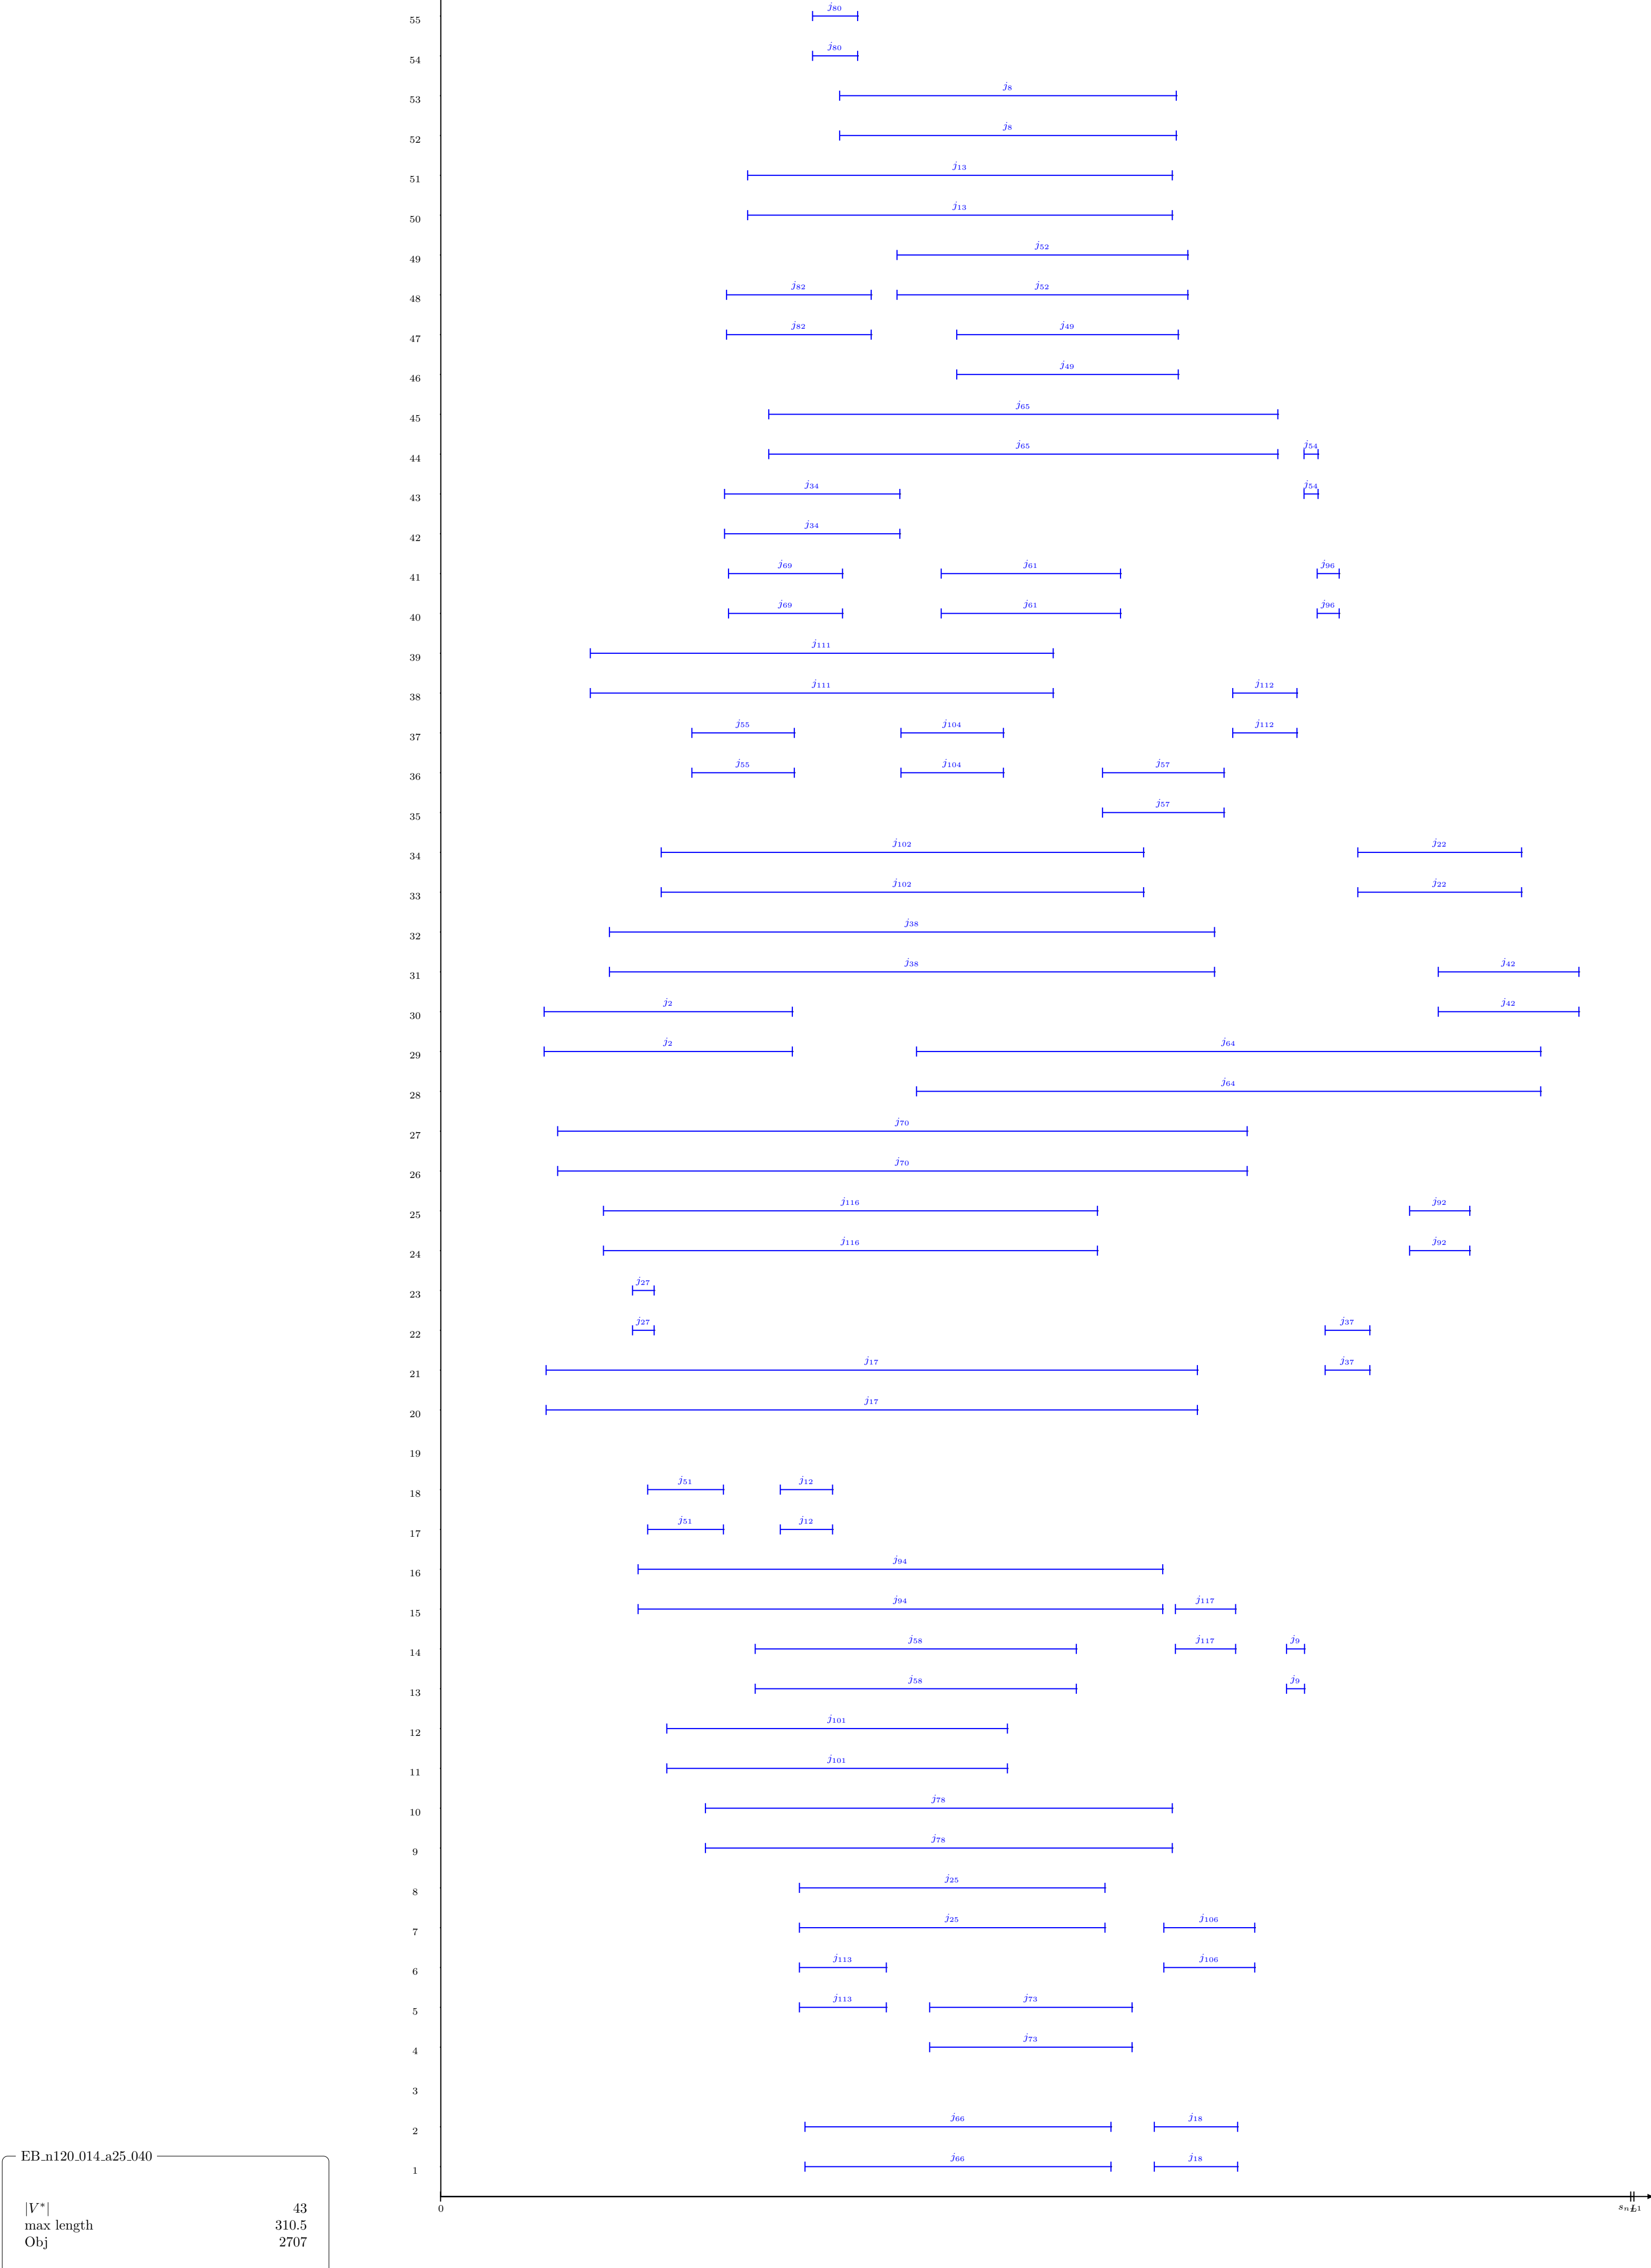 j80
55
j80
54
j8
53
j8
52
j13
51
j13
50
j52
49
j82 j52
48
j82 j49
47
j49
46
j65
45
j65 j54
44
j34 j54
43
j34
42
j69 j61 j96
41
j69 j61 j96
40
j111
39
j111 j112
38
j55 j104 j112
37
j55 j104 j57
36
j57
35
j102 j22
34
j102 j22
33
j38
32
j38 j42
31
j2 j42
30
j2 j64
29
j64
28
j70
27
j70
26
j116 j92
25
j116 j92
24
j27
23
j27 j37
22
j17 j37
21
j17
20
19
j51 j12
18
j51 j12
17
j94
16
j94 j117
15
j58 j117 j9
14
j58 j9
13
j101
12
j101
11
j78
10
j78
9
j25
8
j25 j106
7
j113 j106
6
j113 j73
5
j73
4
3
j66 j18
2
j66 j18
1
EB_n120_014_a25_040
0
|V*| 43
max length 310.5
Obj 2707